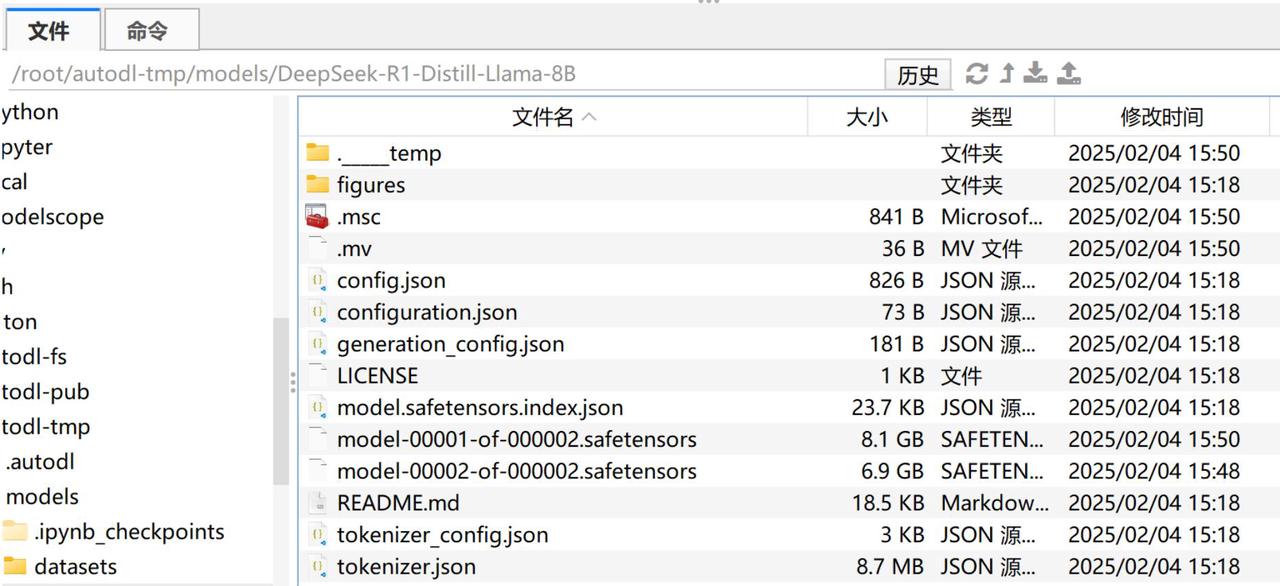 文件 命令
/root/autodl-tmp/models/DeepSeek-R1-Distill-Llama-8B 历史
ython
pyter
cal
odelscope
h
ton
todl-fs
todl-pub
todl-tmp
.autodl
models
.ipynb_checkpoints
datasets
文件名 大小 类型 修改时间
._____temp 文件夹 2025/02/04 15:50
figures 文件夹 2025/02/04 15:18
.msc 841 B Microsof... 2025/02/04 15:50
.mv 36 B MV 文件 2025/02/04 15:50
config.json 826 B JSON 源... 2025/02/04 15:18
configuration.json 73 B JSON 源... 2025/02/04 15:18
generation_config.json 181 B JSON 源... 2025/02/04 15:18
LICENSE 1 KB 文件 2025/02/04 15:18
model.safetensors.index.json 23.7 KB JSON 源... 2025/02/04 15:18
model-00001-of-000002.safetensors 8.1 GB SAFETEN... 2025/02/04 15:50
model-00002-of-000002.safetensors 6.9 GB SAFETEN... 2025/02/04 15:48
README.md 18.5 KB Markdow... 2025/02/04 15:18
tokenizer_config.json 3 KB JSON 源... 2025/02/04 15:18
tokenizer.json 8.7 MB JSON 源... 2025/02/04 15:18